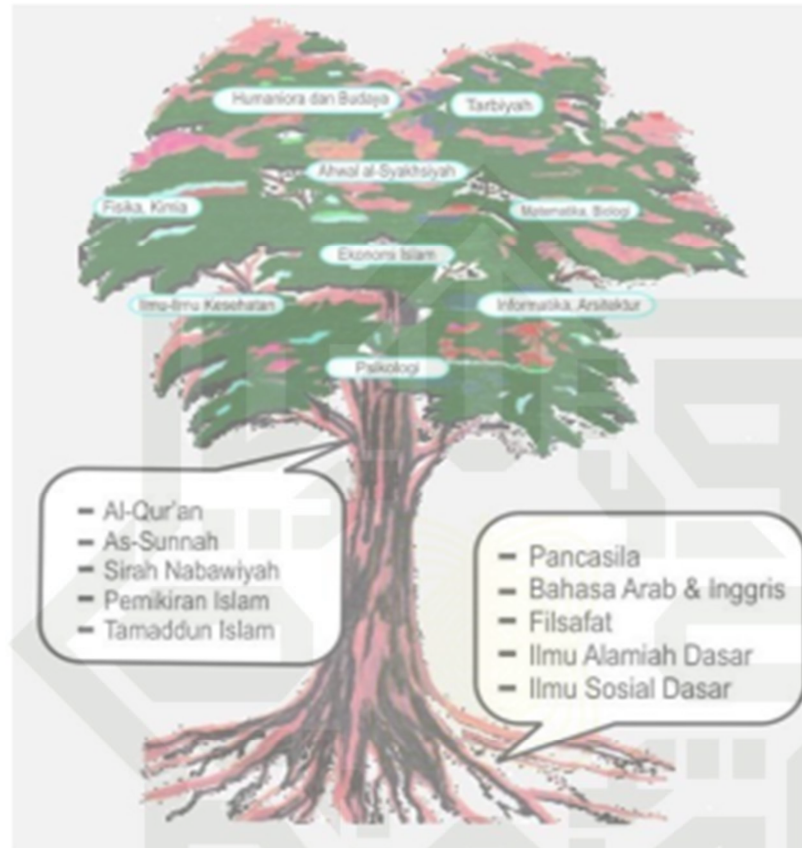 Humaniora dan Budaya
Tarbiyah
Ahwal al-Syakhsiyah
Fisika, Kimia
Matematika, Biologi
Ekonomi Islam
Ilmu-Ilmu Kesehatan
Informatika, Arsitektur
Psikologi
- Al-Qur'an
- As-Sunnah
- Sirah Nabawiyah
- Pemikiran Islam
- Tamaddun Islam
- Pancasila
- Bahasa Arab & Inggris
- Filsafat
- Ilmu Alamiah Dasar
- Ilmu Sosial Dasar